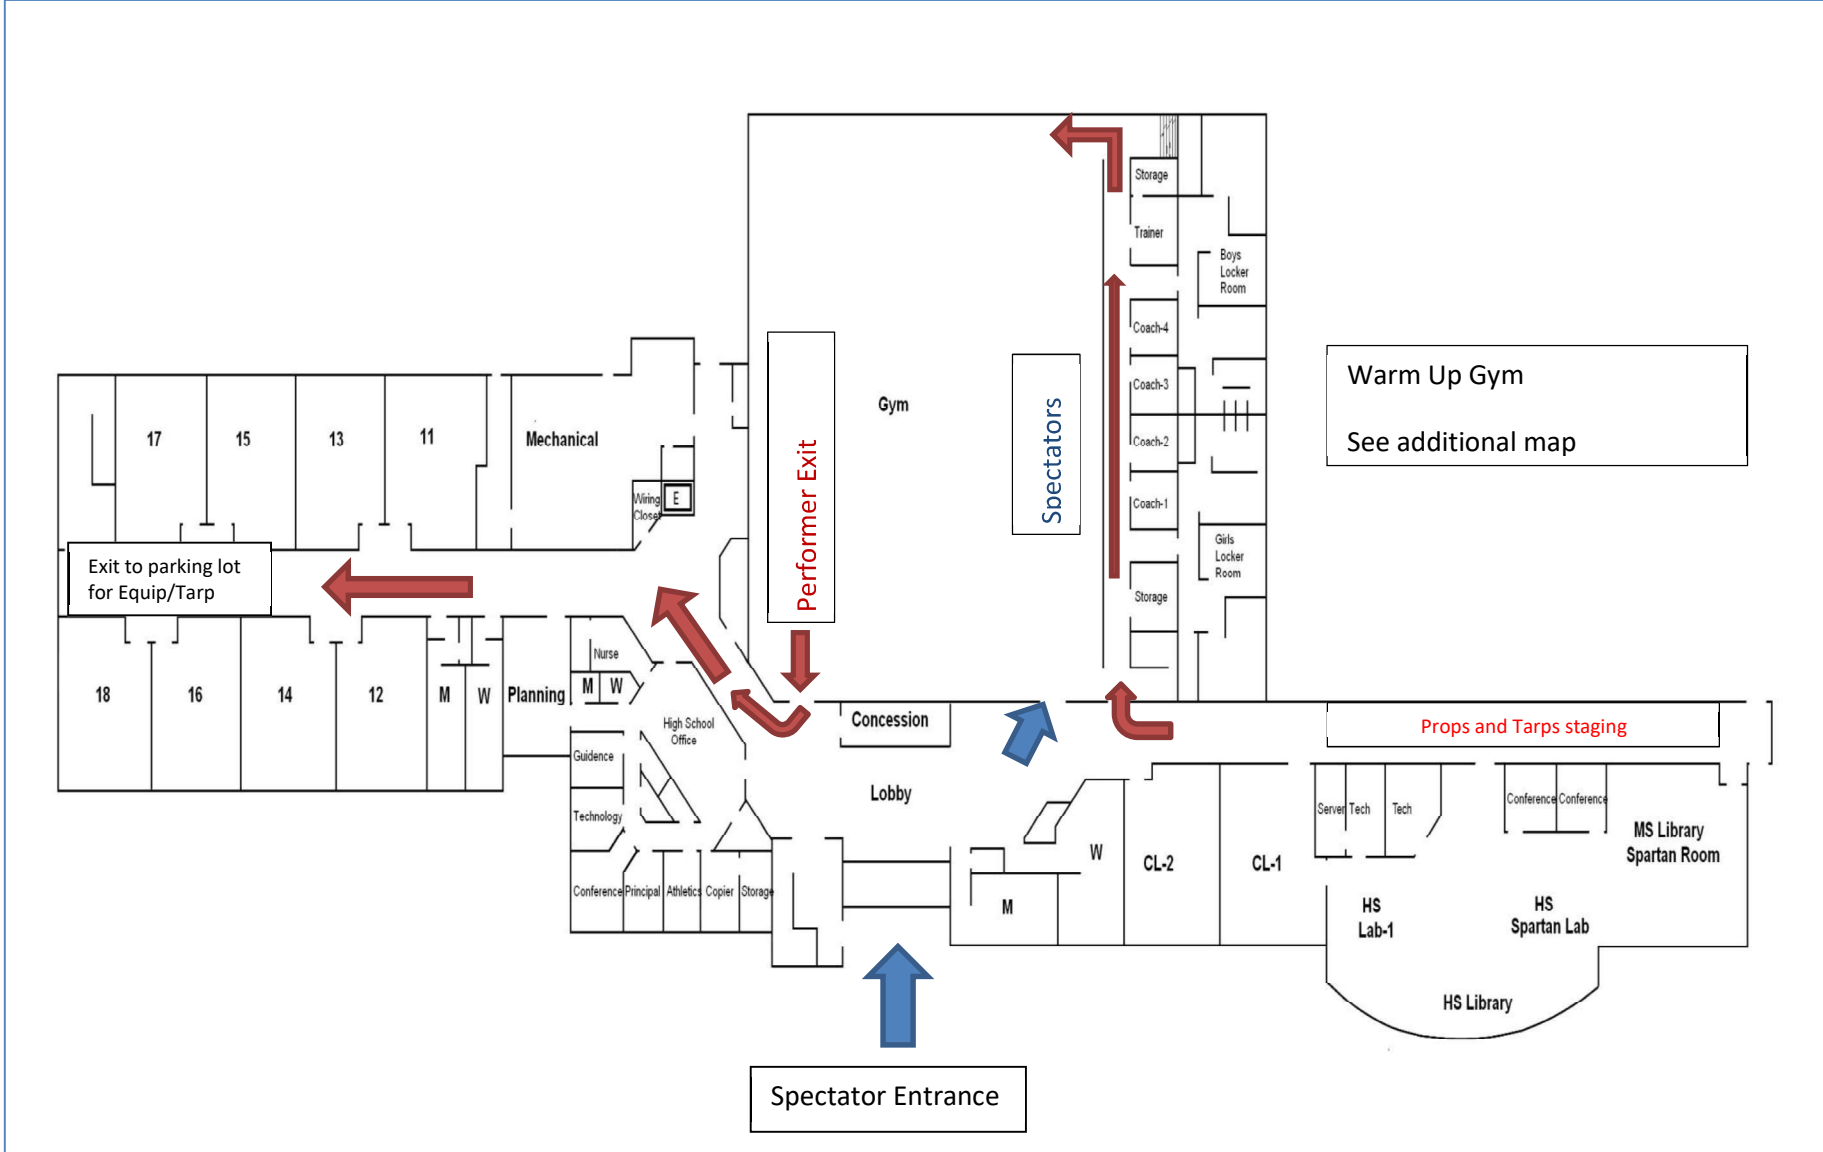 Storage
Trainer
Boys
Locker
Room
Coach-4
Warm Up Gym
See additional map
Coach-3
Gym
Spectators
Performer Exit
17
15
13
11
Mechanical
Coach-2
Wiring
Closet
E
Coach-1
Girls
Locker
Room
Exit to parking lot
for Equip/Tarp
Storage
Nurse
M
W
18
16
14
12
M
W
Planning
High School
Office
Concession
Props and Tarps staging
Guidence
Lobby
Technology
Server
Tech
Tech
Conference
Conference
MS Library
Spartan Room
W
CL-2
CL-1
Conference
Principal
Athletics
Copier
Storage
M
HS
Lab-1
HS
Spartan Lab
HS Library
Spectator Entrance